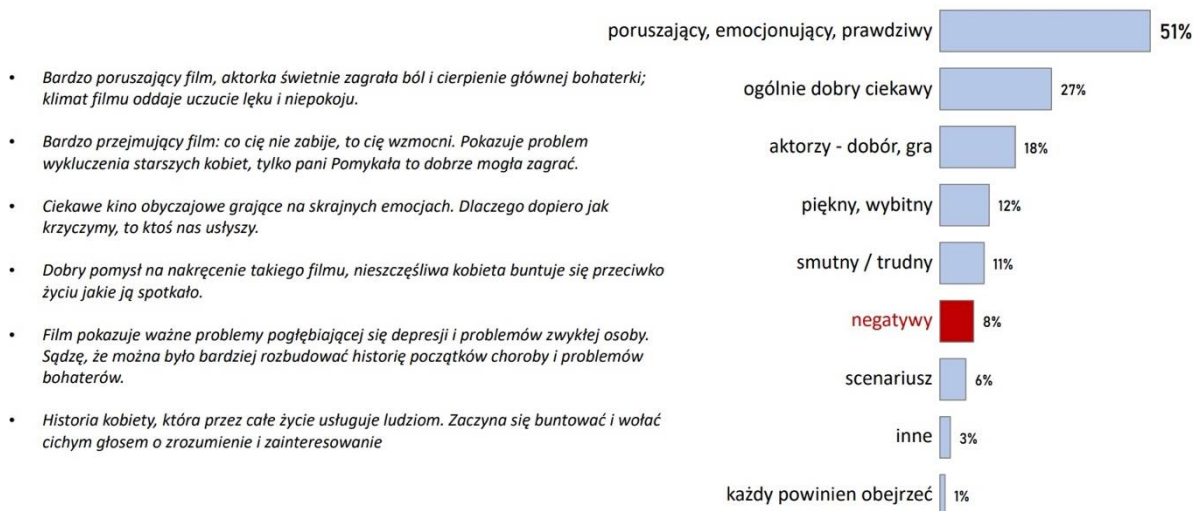 • Bardzo poruszający film, aktorka świetnie zagrała ból i cierpienie głównej bohaterki;
klimat filmu oddaje uczucie lęku i niepokoju.
• Bardzo przejmujący film: co cię nie zabije, to cię wzmocni. Pokazuje problem
wykluczenia starszych kobiet, tylko pani Pomykała to dobrze mogła zagrać.
• Ciekawe kino obyczajowe grające na skrajnych emocjach. Dlaczego dopiero jak
krzyczymy, to ktoś nas usłyszy.
• Dobry pomysł na nakręcenie takiego filmu, nieszczęśliwa kobieta buntuje się przeciwko
życiu jakie ją spotkało.
• Film pokazuje ważne problemy pogłębiającej się depresji i problemów zwykłej osoby.
Sądzę, że można było bardziej rozbudować historię początków choroby i problemów
bohaterów.
• Historia kobiety, która przez całe życie usługuje ludziom. Zaczyna się buntować i wołać
cichym głosem o zrozumienie i zainteresowanie
poruszający, emocjonujący, prawdziwy 51%
ogólnie dobry ciekawy 27%
aktorzy - dobór, gra 18%
piękny, wybitny 12%
smutny / trudny 11%
negatywy 8%
scenariusz 6%
inne 3%
każdy powinien obejrzeć 1%